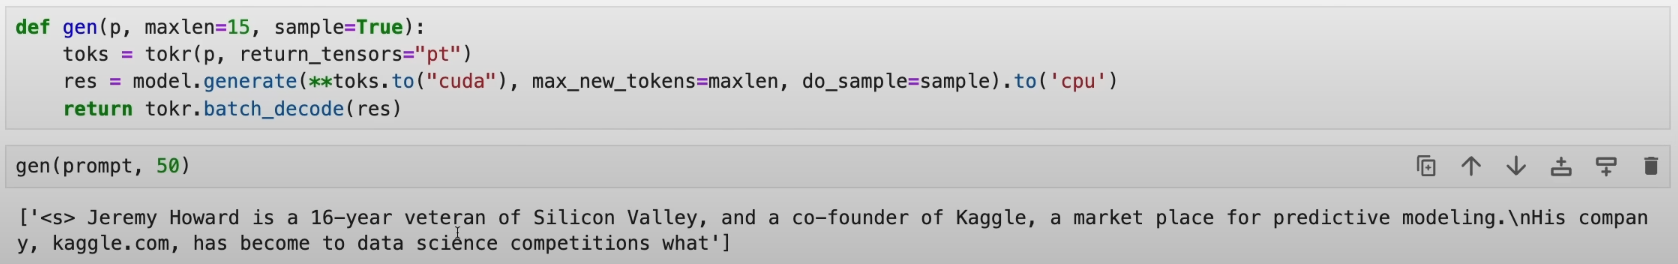 def gen(p, maxlen=15, sample=True):
    toks = tokr(p, return_tensors="pt")
    res = model.generate(**toks.to("cuda"), max_new_tokens=maxlen, do_sample=sample).to('cpu')
    return tokr.batch_decode(res)
gen(prompt, 50)
['<s> Jeremy Howard is a 16-year veteran of Silicon Valley, and a co-founder of Kaggle, a market place for predictive modeling.\nHis compan
y, kaggle.com, has become to data science competitions what']